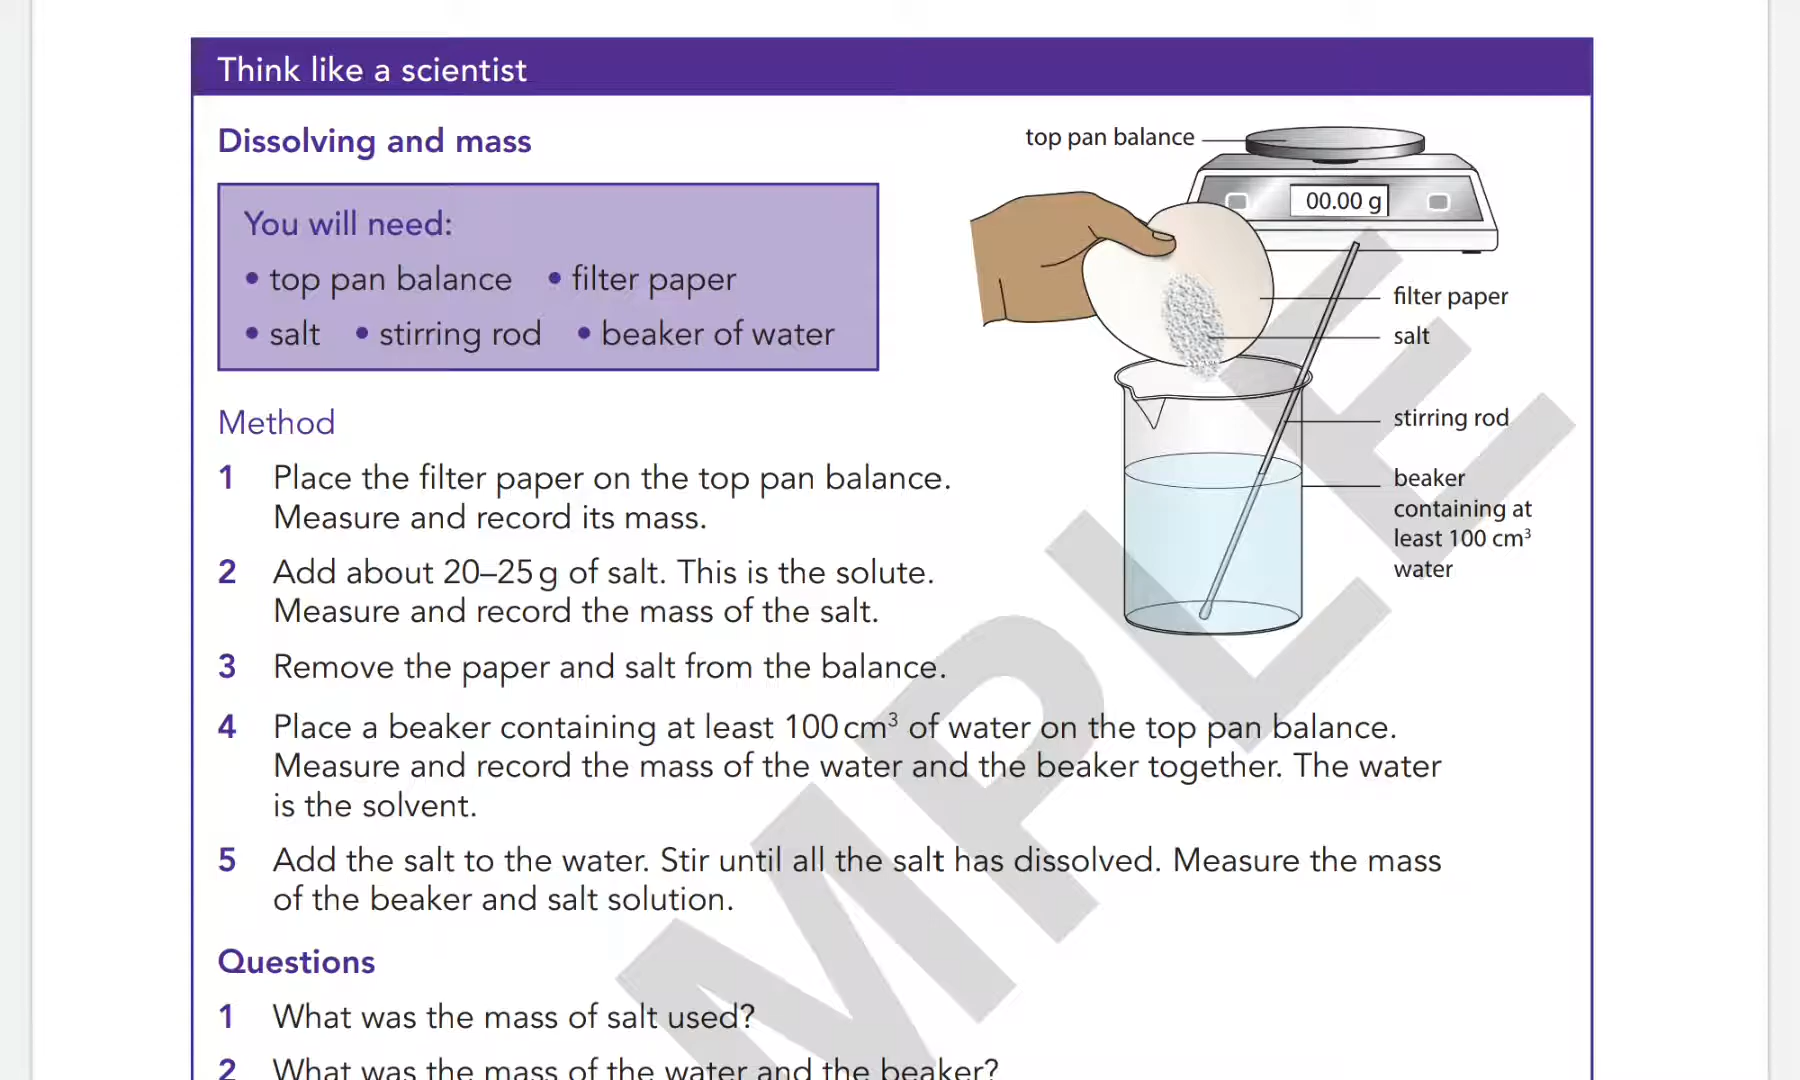 Think like a scientist
Dissolving and mass
You will need:
• top pan balance • filter paper
• salt • stirring rod • beaker of water
top pan balance
00.00 g
filter paper
salt
stirring rod
beaker
containing at
least 100 cm³
water
Method
1 Place the filter paper on the top pan balance.
Measure and record its mass.
2 Add about 20–25 g of salt. This is the solute.
Measure and record the mass of the salt.
3 Remove the paper and salt from the balance.
4 Place a beaker containing at least 100 cm³ of water on the top pan balance.
Measure and record the mass of the water and the beaker together. The water
is the solvent.
5 Add the salt to the water. Stir until all the salt has dissolved. Measure the mass
of the beaker and salt solution.
Questions
1 What was the mass of salt used?
2 What was the mass of the water and the beaker?
MPLE